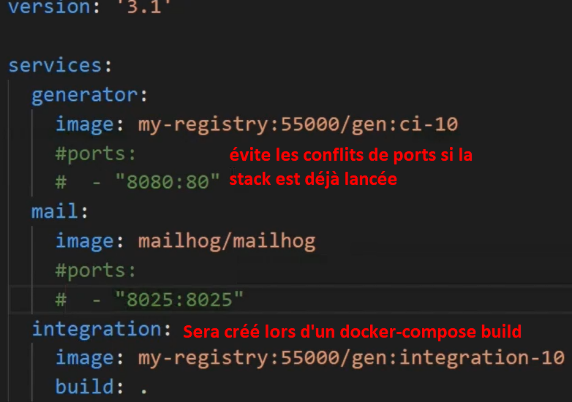 version: '3.1'
services:
generator:
image: my-registry:55000/gen:ci-10
#ports:
évite les conflits de ports si la
# - "8080:80"
stack est déjà lancée
mail:
image: mailhog/mailhog
#ports:
# - "8025:8025"
integration:
Sera créé lors d'un docker-compose build
image: my-registry:55000/gen:integration-10
build: .